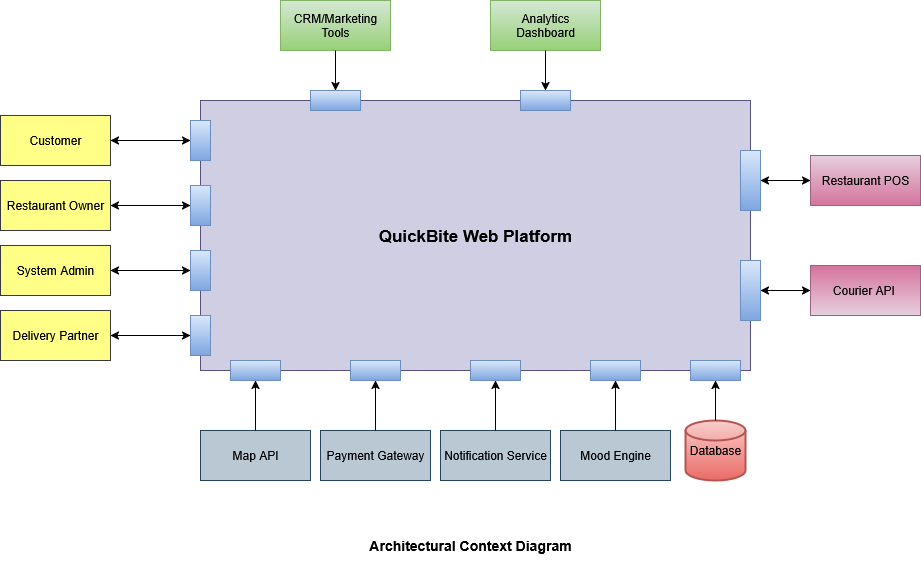 CRM/Marketing
Tools
Analytics
Dashboard
Customer
Restaurant Owner
System Admin
Delivery Partner
QuickBite Web Platform
Restaurant POS
Courier API
Map API
Payment Gateway
Notification Service
Mood Engine
Database
Architectural Context Diagram